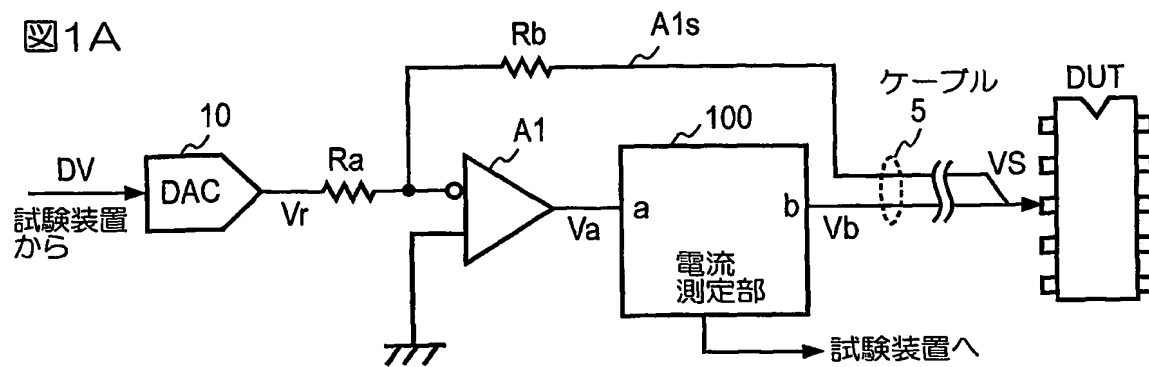 図1A
Rb
A1s
ケーブル
5
DUT
10
Ra
A1
100
DV
DAC
Vr
試験装置
から
Va
a
b
Vb
VS
電流
測定部
試験装置へ